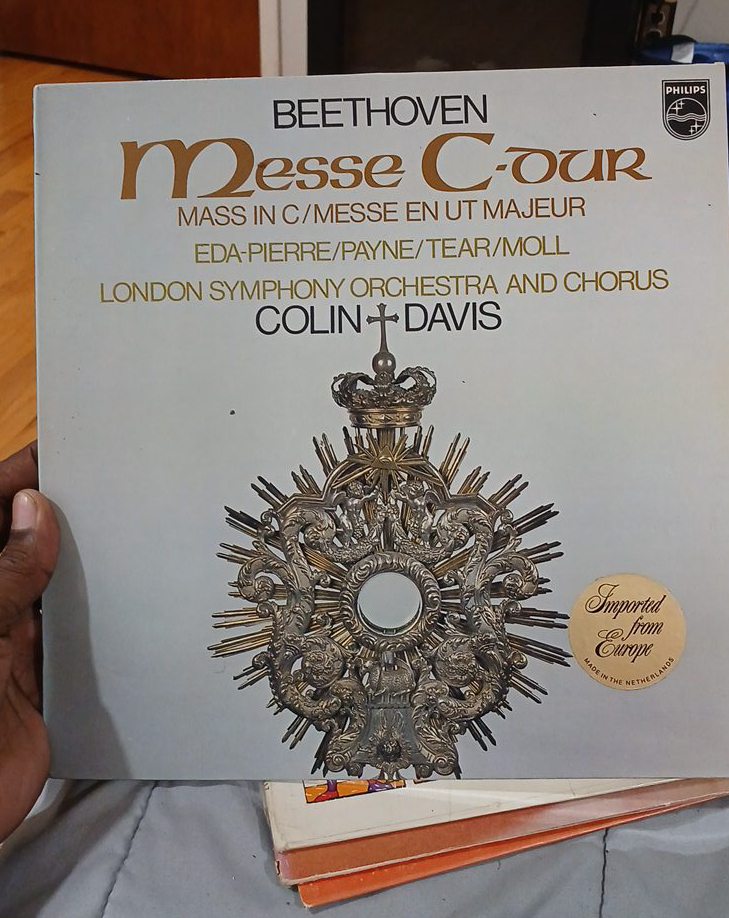 PHILIPS
BEETHOVEN
Messe C-dur
MASS IN C/MESSE EN UT MAJEUR
EDA-PIERRE/PAYNE/TEAR/MOLL
LONDON SYMPHONY ORCHESTRA AND CHORUS
COLIN DAVIS
Imported
from
Europe
MADE IN THE NETHERLANDS